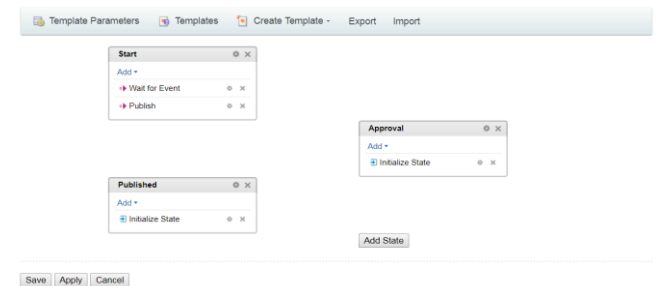 Template Parameters Templates Create Template Export Import
Start
Add
Wait for Event
Publish
Approval
Add
Initialize State
Published
Add
Initialize State
Add State
Save Apply Cancel